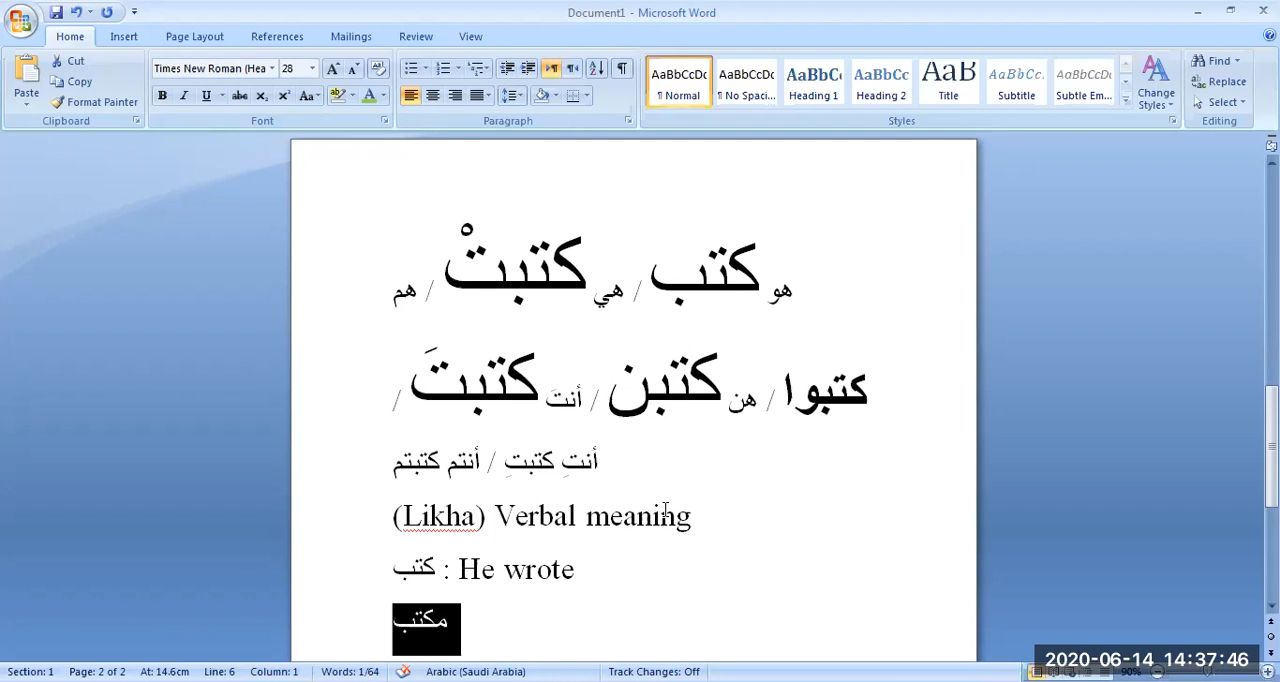 Document1 - Microsoft Word
Home Insert Page Layout References Mailings Review View
Paste Cut Copy Format Painter Clipboard
Times New Roman (Hea 28 Font
Paragraph
AaBbCcDc AaBbCcDc AaBbC AaBbCc AaB AaBbCc. AaBbCcDc
¶ Normal ¶ No Spaci... Heading 1 Heading 2 Title Subtitle Subtle Em... Change Styles Styles
Find Replace Select Editing
هو كتب / هي كتبتْ / هم
كتبوا / هن كتبن / أنتَ كتبتَ /
أنتِ كتبتِ / أنتم كتبتم
(Likha) Verbal meaning
كتب : He wrote
مكتب
Section: 1 Page: 2 of 2 At: 14.6cm Line: 6 Column: 1 Words: 1/64 Arabic (Saudi Arabia) Track Changes: Off 90%
2020-06-14 14:37:46